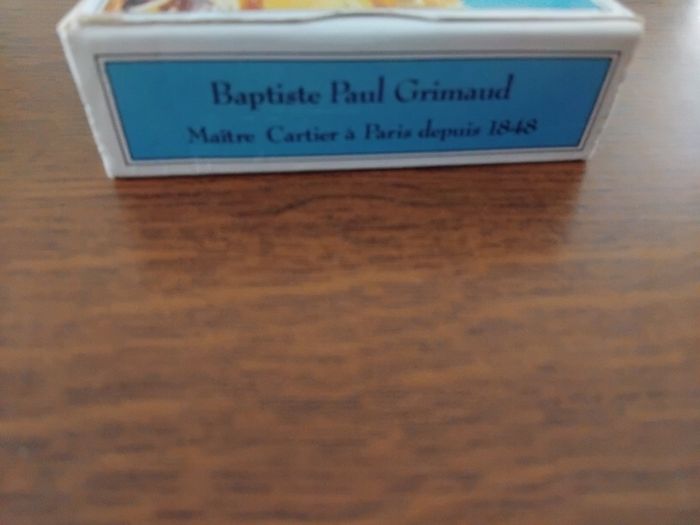 Baptiste Paul Grimaud
Maître Cartier à Paris depuis 1848